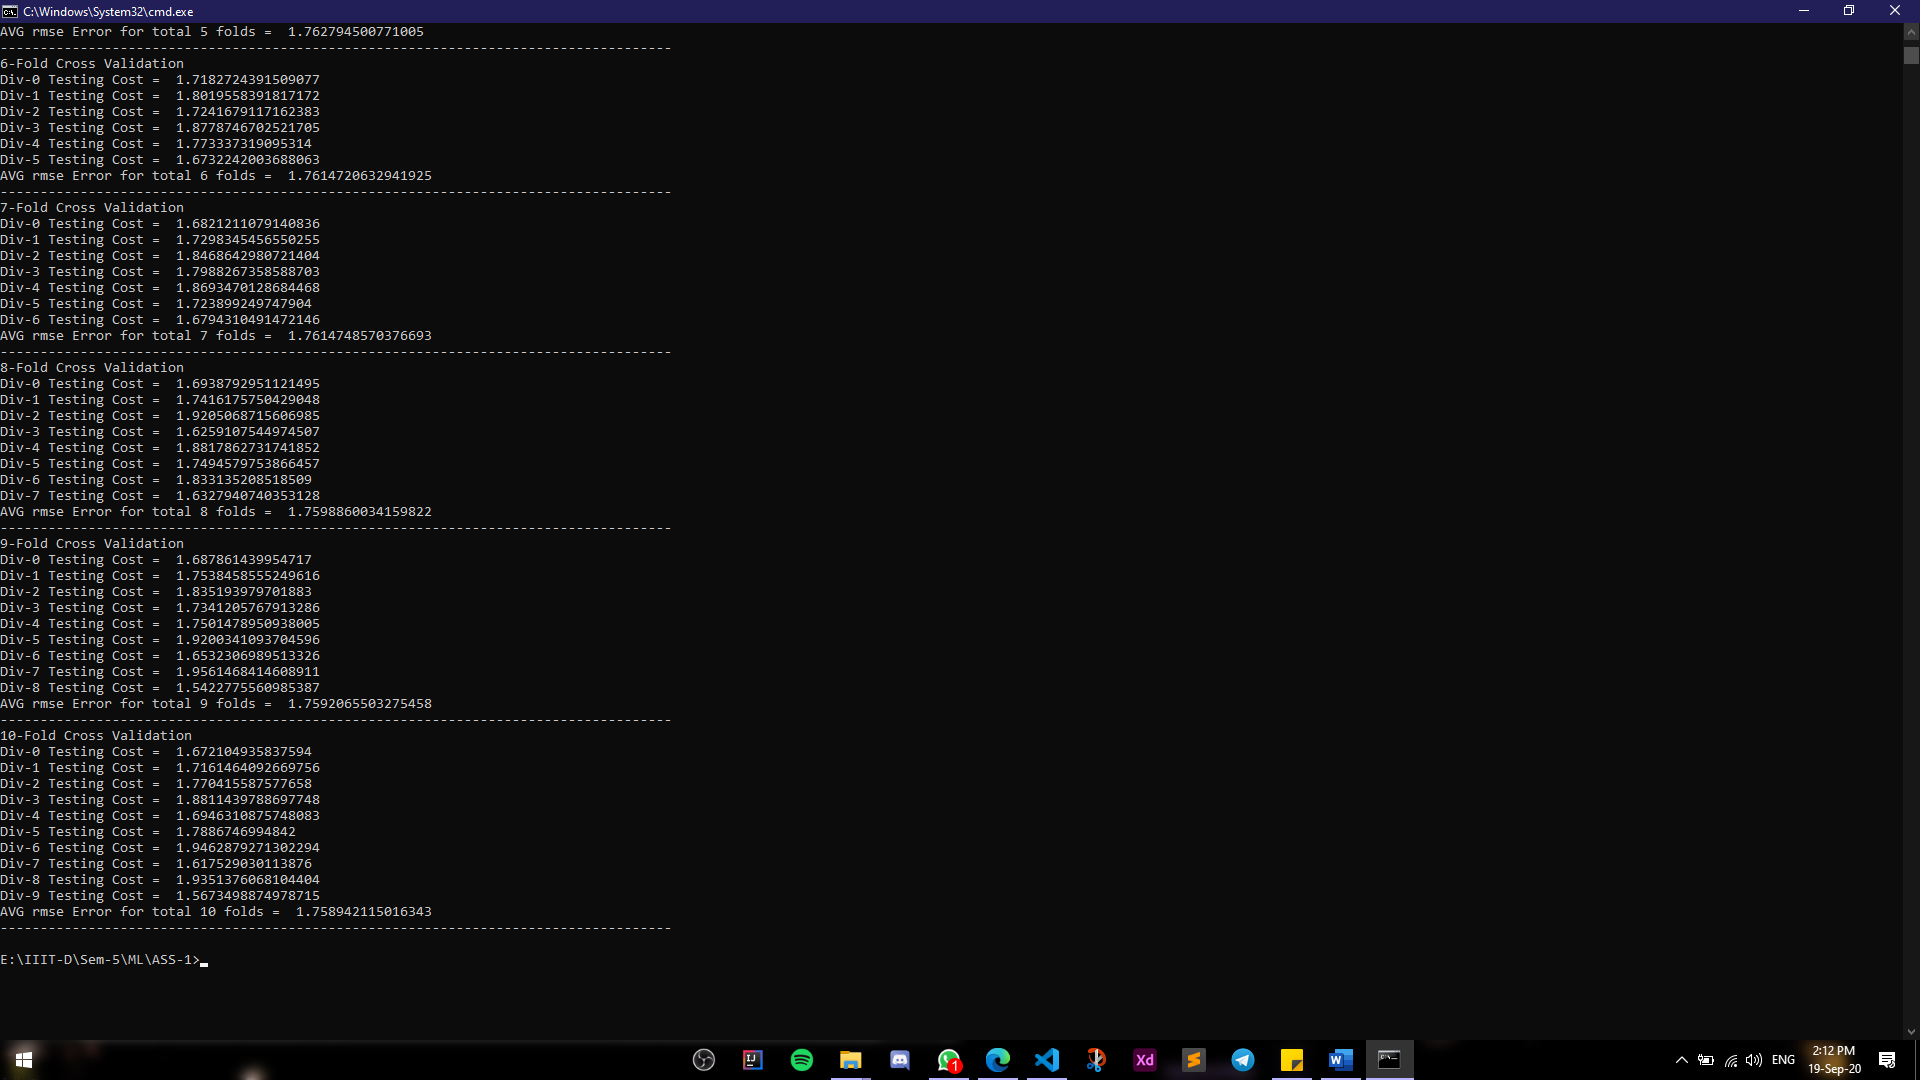 C:\Windows\System32\cmd.exe
AVG rmse Error for total 5 folds =  1.762794500771005
------------------------------------------------------------------------------------
6-Fold Cross Validation
Div-0 Testing Cost =  1.7182724391509077
Div-1 Testing Cost =  1.8019558391817172
Div-2 Testing Cost =  1.7241679117162383
Div-3 Testing Cost =  1.8778746702521705
Div-4 Testing Cost =  1.773337319095314
Div-5 Testing Cost =  1.6732242003688063
AVG rmse Error for total 6 folds =  1.7614720632941925
------------------------------------------------------------------------------------
7-Fold Cross Validation
Div-0 Testing Cost =  1.6821211079140836
Div-1 Testing Cost =  1.7298345456550255
Div-2 Testing Cost =  1.8468642980721404
Div-3 Testing Cost =  1.7988267358588703
Div-4 Testing Cost =  1.8693470128684468
Div-5 Testing Cost =  1.723899249747904
Div-6 Testing Cost =  1.6794310491472146
AVG rmse Error for total 7 folds =  1.7614748570376693
------------------------------------------------------------------------------------
8-Fold Cross Validation
Div-0 Testing Cost =  1.6938792951121495
Div-1 Testing Cost =  1.7416175750429048
Div-2 Testing Cost =  1.9205068715606985
Div-3 Testing Cost =  1.6259107544974507
Div-4 Testing Cost =  1.8817862731741852
Div-5 Testing Cost =  1.7494579753866457
Div-6 Testing Cost =  1.833135208518509
Div-7 Testing Cost =  1.6327940740353128
AVG rmse Error for total 8 folds =  1.7598860034159822
------------------------------------------------------------------------------------
9-Fold Cross Validation
Div-0 Testing Cost =  1.687861439954717
Div-1 Testing Cost =  1.7538458555249616
Div-2 Testing Cost =  1.835193979701883
Div-3 Testing Cost =  1.7341205767913286
Div-4 Testing Cost =  1.7501478950938005
Div-5 Testing Cost =  1.9200341093704596
Div-6 Testing Cost =  1.6532306989513326
Div-7 Testing Cost =  1.9561468414608911
Div-8 Testing Cost =  1.5422775560985387
AVG rmse Error for total 9 folds =  1.7592065503275458
------------------------------------------------------------------------------------
10-Fold Cross Validation
Div-0 Testing Cost =  1.672104935837594
Div-1 Testing Cost =  1.7161464092669756
Div-2 Testing Cost =  1.770415587577658
Div-3 Testing Cost =  1.8811439788697748
Div-4 Testing Cost =  1.6946310875748083
Div-5 Testing Cost =  1.7886746994842
Div-6 Testing Cost =  1.9462879271302294
Div-7 Testing Cost =  1.617529030113876
Div-8 Testing Cost =  1.9351376068104404
Div-9 Testing Cost =  1.5673498874978715
AVG rmse Error for total 10 folds =  1.758942115016343
------------------------------------------------------------------------------------
E:\IIIT-D\Sem-5\ML\ASS-1>
1
Xd
ENG
2:12 PM
19-Sep-20